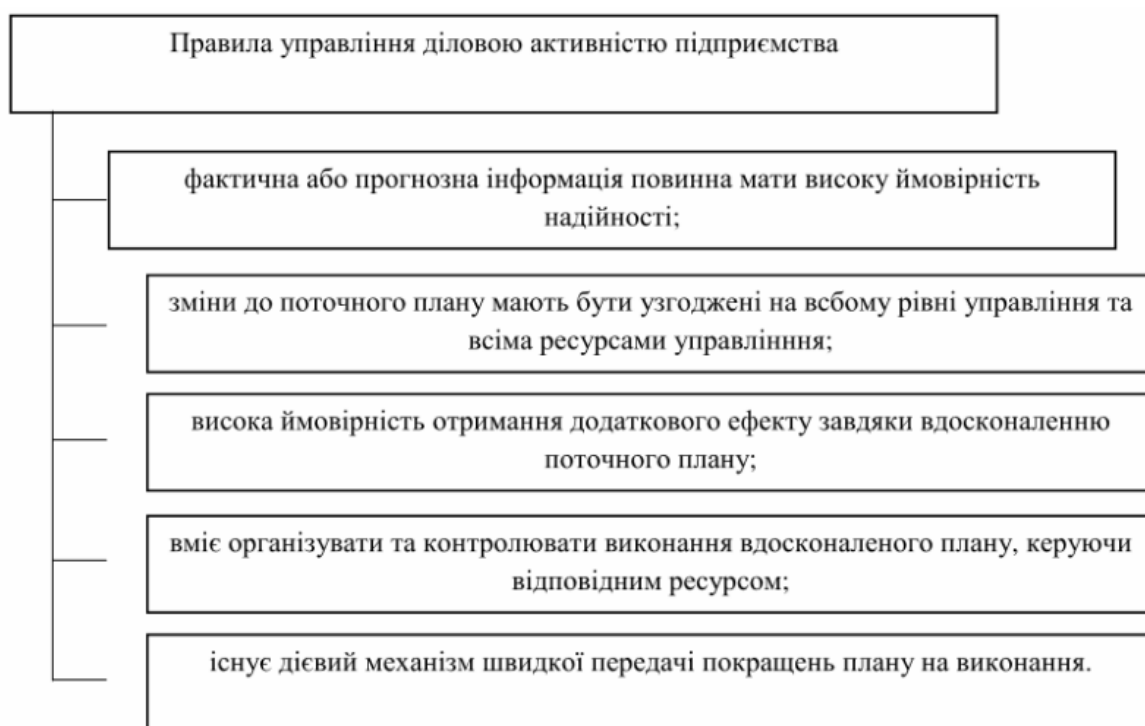 Правила управління діловою активністю підприємства
фактична або прогнозна інформація повинна мати високу ймовірність
надійності;
зміни до поточного плану мають бути узгоджені на всбому рівні управління та
всіма ресурсами управлінння;
висока ймовірність отримання додаткового ефекту завдяки вдосконаленню
поточного плану;
вміє організувати та контролювати виконання вдосконаленого плану, керуючи
відповідним ресурсом;
існує дієвий механізм швидкої передачі покращень плану на виконання.